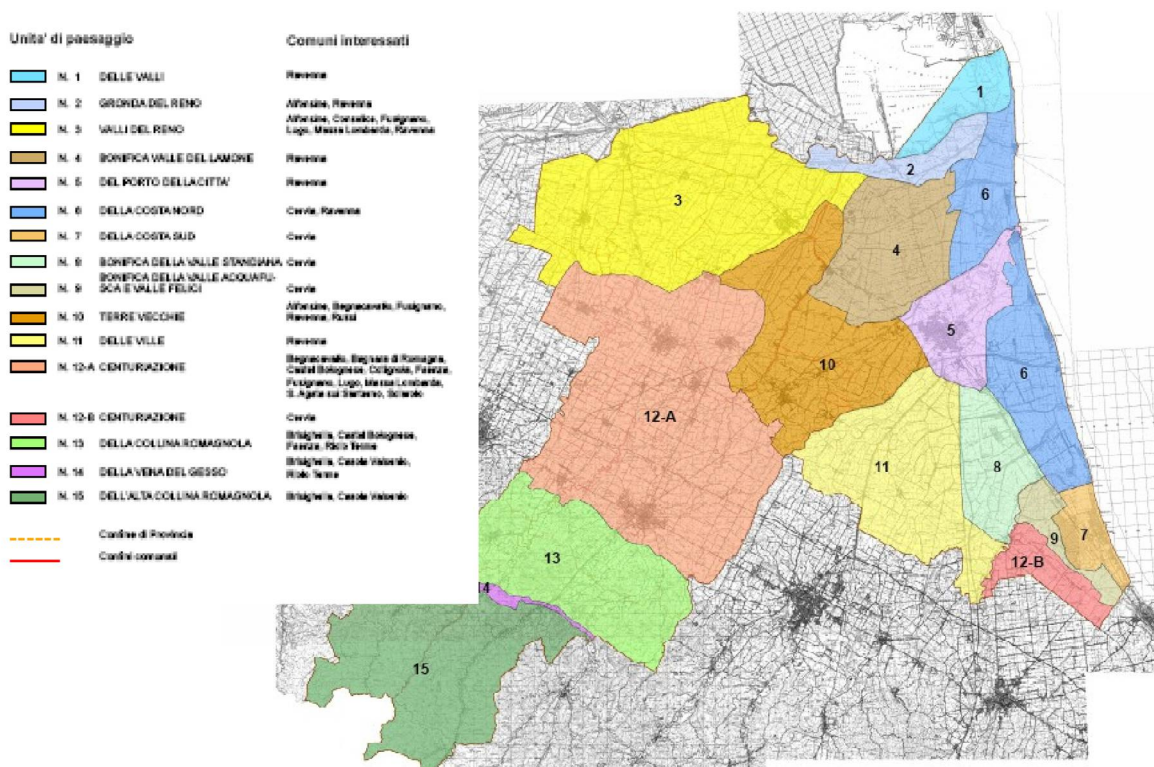 Unita' di paesaggio Comuni interessati
N. 1 DELLE VALLI Ravenna
N. 2 GRONDA DEL RENO Alfonsine, Ravenna
N. 3 VALLI DEL RENO Alfonsine, Conselice, Fusignano,
Lugo, Massa Lombarda, Ravenna
N. 4 BONIFICA VALLE DEL LAMONE Ravenna
N. 5 DEL PORTO DELLA CITTA' Ravenna
N. 6 DELLA COSTA NORD Cervia, Ravenna
N. 7 DELLA COSTA SUD Cervia
N. 8 BONIFICA DELLA VALLE STANDIANA Cervia
BONIFICA DELLA VALLE ACQUAFU-
N. 9 SCA E VALLE FELICI Cervia
Alfonsine, Bagnacavallo, Fusignano,
N. 10 TERRE VECCHIE Ravenna, Russi
N. 11 DELLE VILLE Ravenna
N. 12-A CENTURIAZIONE Bagnacavallo, Bagnara di Romagna,
Castel Bolognese, Cotignola, Faenza,
Fusignano, Lugo, Massa Lombarda,
S. Agata sul Santerno, Solarolo
N. 12-B CENTURIAZIONE Cervia
N. 13 DELLA COLLINA ROMAGNOLA Brisighella, Castel Bolognese,
Faenza, Riolo Terme
N. 14 DELLA VENA DEL GESSO Brisighella, Casola Valsenio,
Riolo Terme
N. 15 DELL'ALTA COLLINA ROMAGNOLA Brisighella, Casola Valsenio
Confine di Provincia
Confini comunali
1
2
3
6
4
5
10
6
12-A
11
8
9
7
12-B
13
14
15